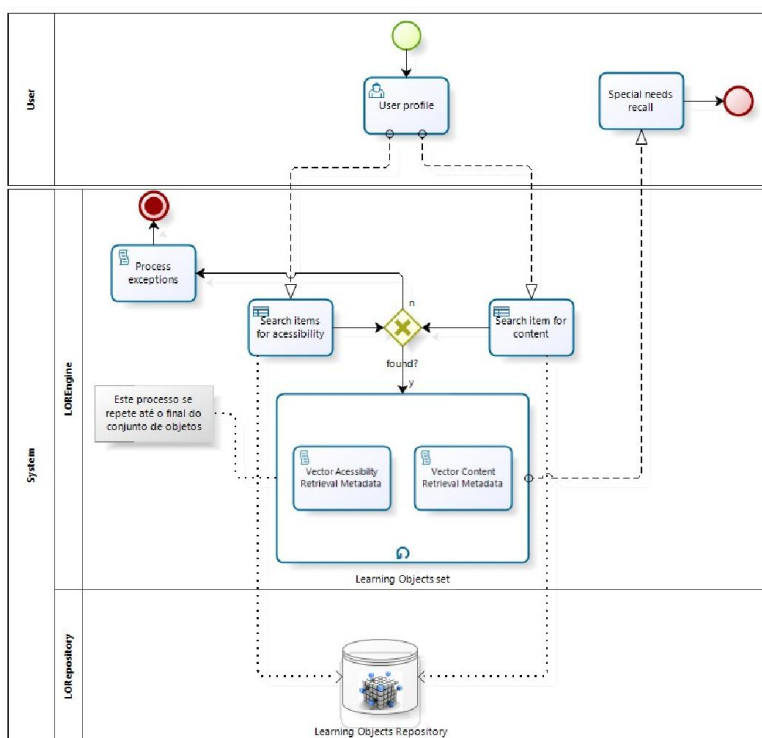 User
User profile
Special needs
recall
System
LOREngine
Process
exceptions
n
Search items
for acessibility
Search item for
content
found?
y
Este processo se
repete até o final do
conjunto de objetos
Vector Acessibilty
Retrieval Metadata
Vector Content
Retrieval Metadata
Learning Objects set
LORepository
Learning Objects Repository